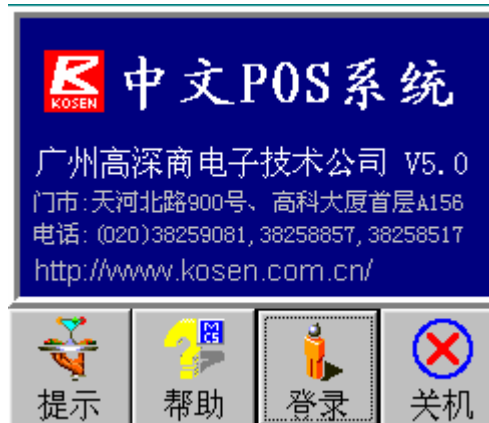 KOSEN
中文POS系统
广州高深商电子技术公司 V5.0
门市:天河北路900号、高科大厦首层A156
电话:(020)38259081,38258857,38258517
http://www.kosen.com.cn/
MCS
提示 帮助 登录 关机